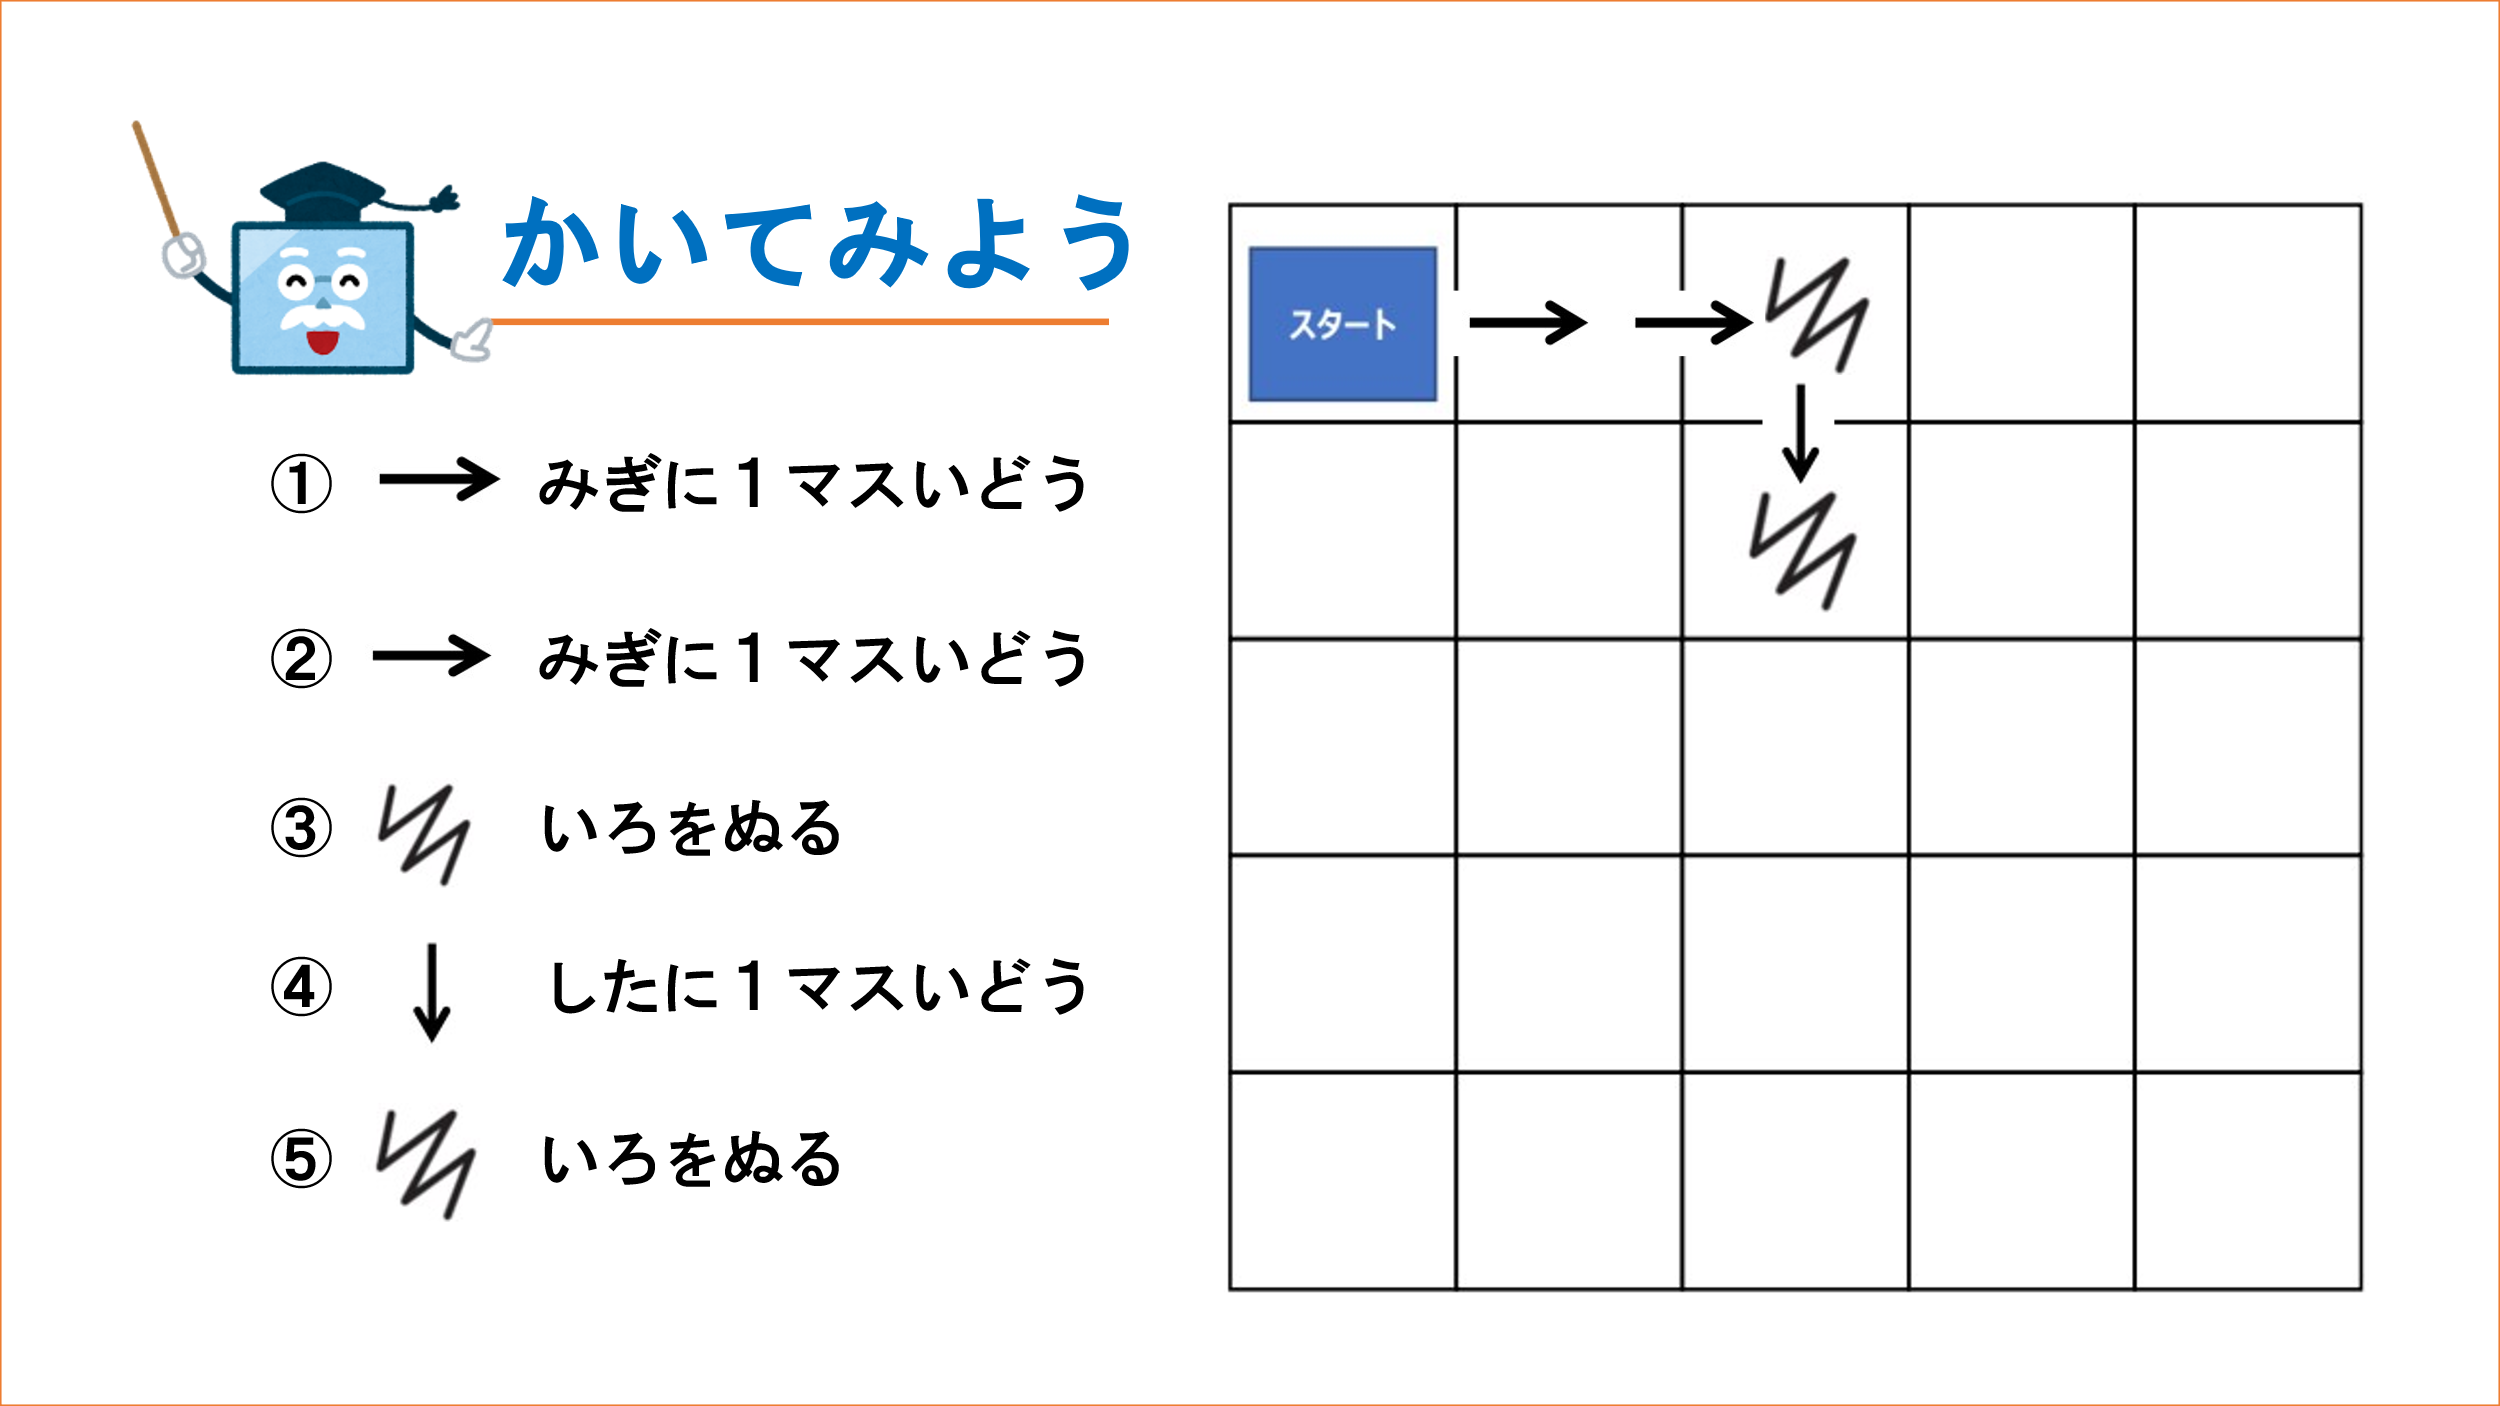 かいてみよう
① みぎに１マスいどう
② みぎに１マスいどう
③ いろをぬる
④ したに１マスいどう
⑤ いろをぬる
スタート